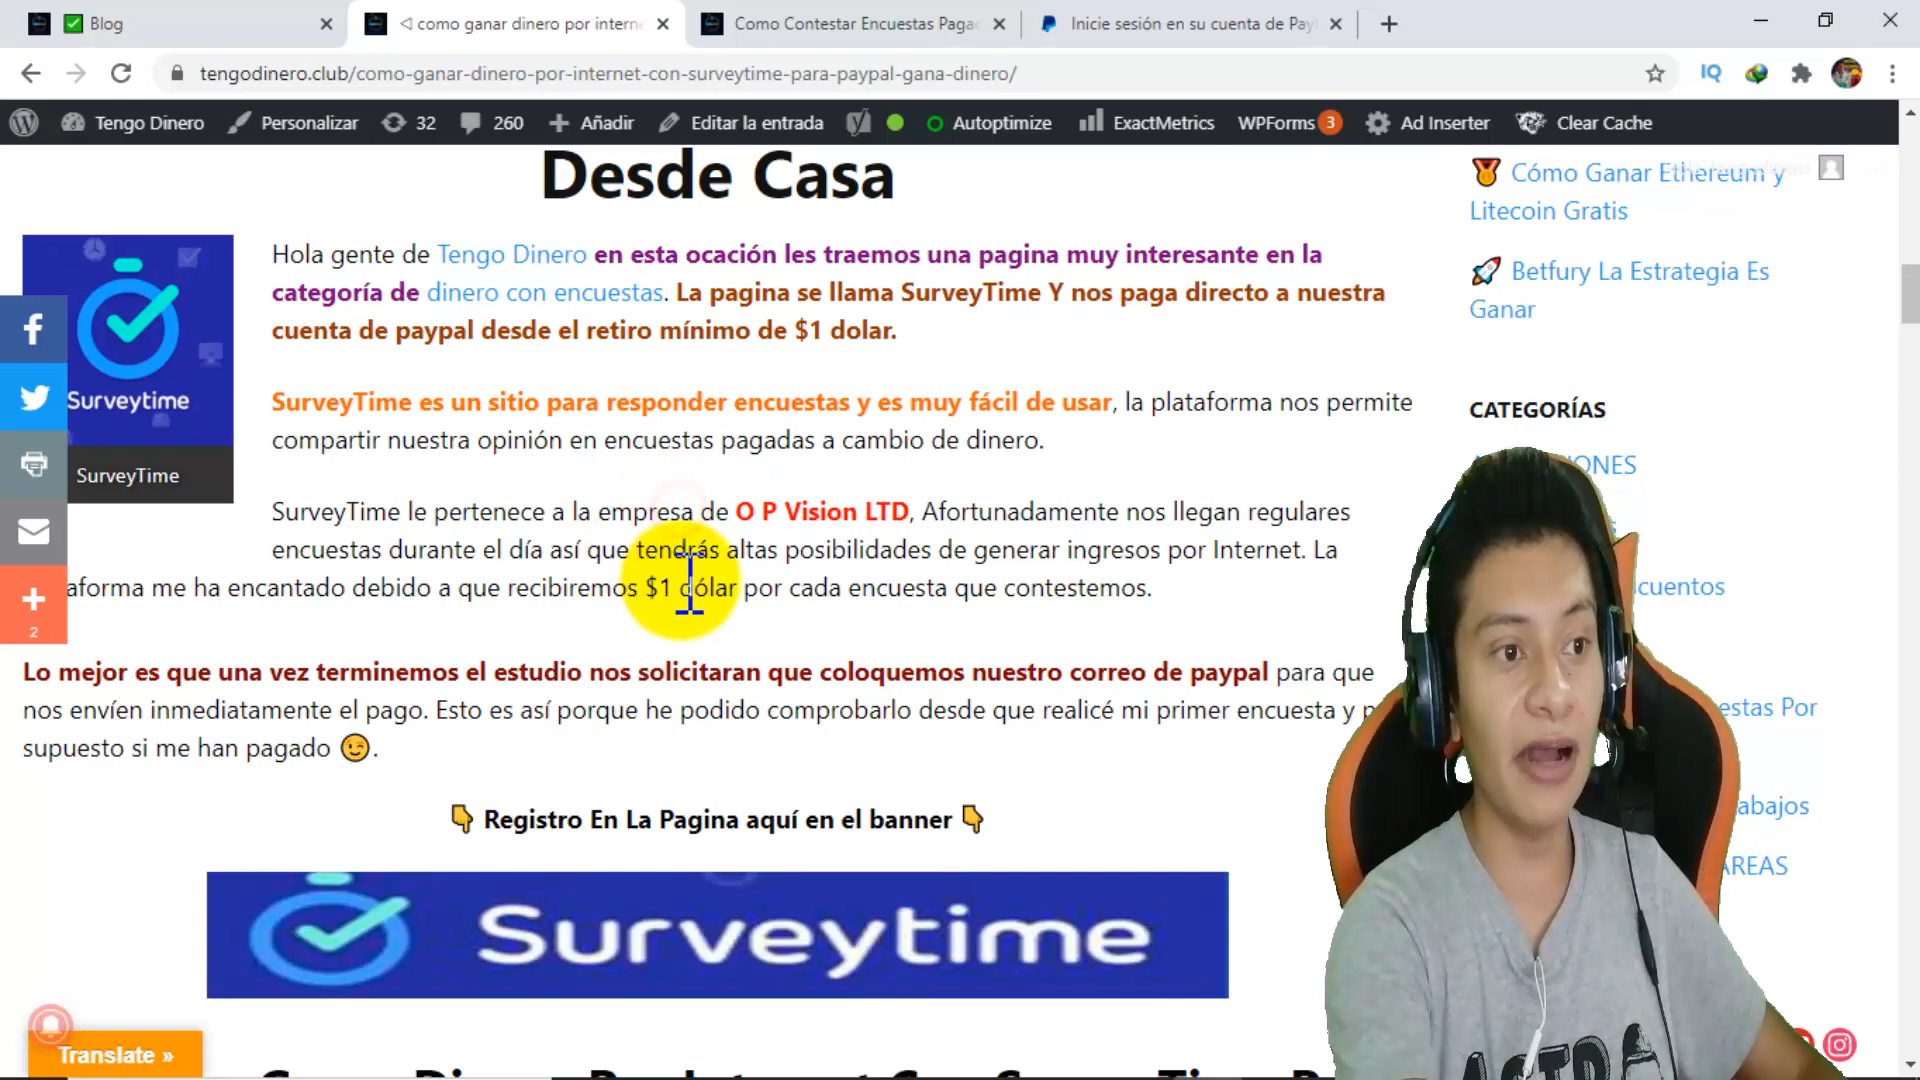 Blog
como ganar dinero por interne
Como Contestar Encuestas Pagad
Inicie sesión en su cuenta de Payl
tengodinero.club/como-ganar-dinero-por-internet-con-surveytime-para-paypal-gana-dinero/
IQ
Tengo Dinero
Personalizar
32
260
Añadir
Editar la entrada
Autoptimize
ExactMetrics
WPForms 3
Ad Inserter
Clear Cache
Desde Casa
Hola gente de Tengo Dinero en esta ocación les traemos una pagina muy interesante en la
categoría de dinero con encuestas. La pagina se llama SurveyTime Y nos paga directo a nuestra
cuenta de paypal desde el retiro mínimo de $1 dolar.
Surveytime
SurveyTime
SurveyTime es un sitio para responder encuestas y es muy fácil de usar, la plataforma nos permite
compartir nuestra opinión en encuestas pagadas a cambio de dinero.
SurveyTime le pertenece a la empresa de O P Vision LTD, Afortunadamente nos llegan regulares
encuestas durante el día así que tendrás altas posibilidades de generar ingresos por Internet. La
aforma me ha encantado debido a que recibiremos $1 dólar por cada encuesta que contestemos.
2
Lo mejor es que una vez terminemos el estudio nos solicitaran que coloquemos nuestro correo de paypal para que
nos envíen inmediatamente el pago. Esto es así porque he podido comprobarlo desde que realicé mi primer encuesta y p
supuesto si me han pagado 😉.
👇 Registro En La Pagina aquí en el banner 👇
Surveytime
Translate »
🏅 Cómo Ganar Ethereum y
Litecoin Gratis
🚀 Betfury La Estrategia Es
Ganar
CATEGORÍAS
ONES
cuentos
estas Por
abajos
AREAS